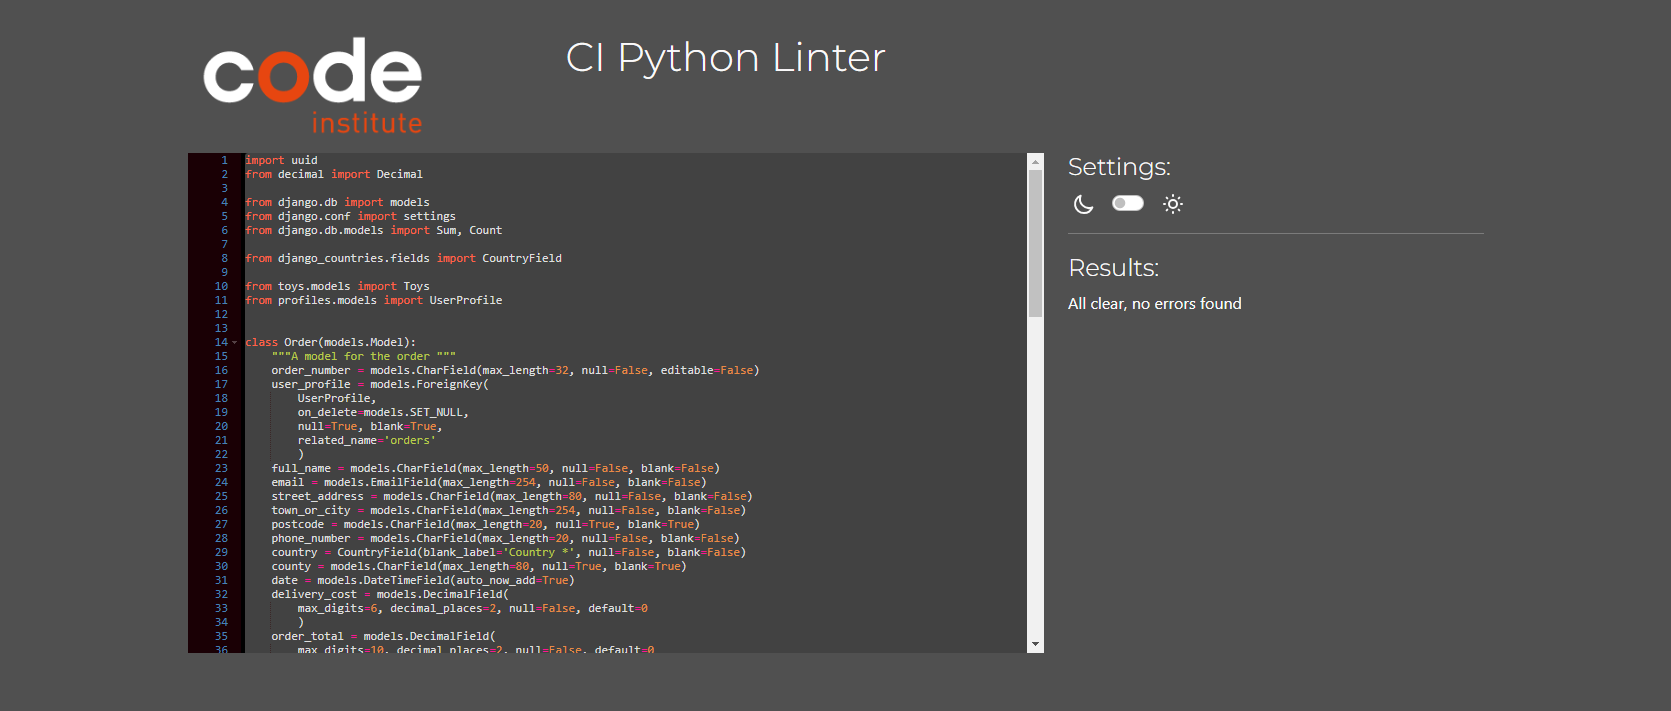 code
institute
CI Python Linter
1 import uuid
2 from decimal import Decimal
3
4 from django.db import models
5 from django.conf import settings
6 from django.db.models import Sum, Count
7
8 from django_countries.fields import CountryField
9
10 from toys.models import Toys
11 from profiles.models import UserProfile
12
13
14 class Order(models.Model):
15     """A model for the order """
16     order_number = models.CharField(max_length=32, null=False, editable=False)
17     user_profile = models.ForeignKey(
18         UserProfile,
19         on_delete=models.SET_NULL,
20         null=True, blank=True,
21         related_name='orders'
22         )
23     full_name = models.CharField(max_length=50, null=False, blank=False)
24     email = models.EmailField(max_length=254, null=False, blank=False)
25     street_address = models.CharField(max_length=80, null=False, blank=False)
26     town_or_city = models.CharField(max_length=254, null=False, blank=False)
27     postcode = models.CharField(max_length=20, null=True, blank=True)
28     phone_number = models.CharField(max_length=20, null=False, blank=False)
29     country = CountryField(blank_label='Country *', null=False, blank=False)
30     county = models.CharField(max_length=80, null=True, blank=True)
31     date = models.DateTimeField(auto_now_add=True)
32     delivery_cost = models.DecimalField(
33         max_digits=6, decimal_places=2, null=False, default=0
34         )
35     order_total = models.DecimalField(
36         max_digits=10, decimal_places=2, null=False, default=0
Settings:
Results:
All clear, no errors found